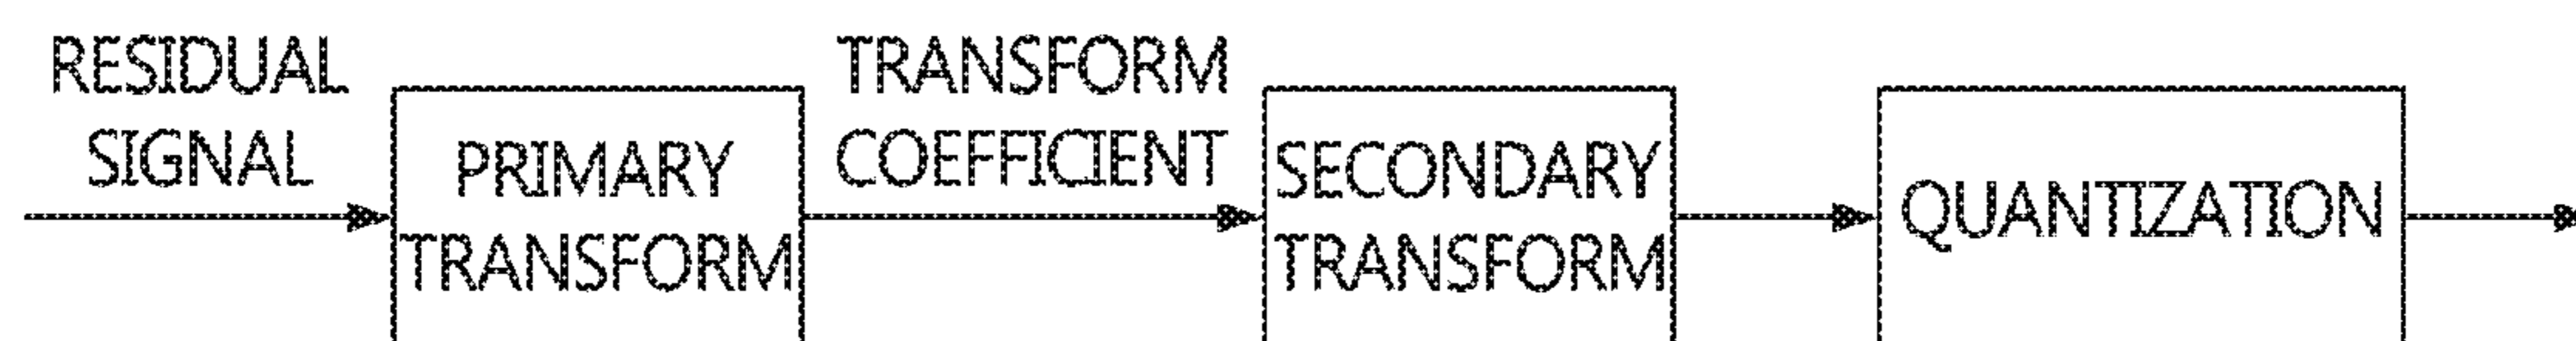 RESIDUAL
SIGNAL
PRIMARY
TRANSFORM
TRANSFORM
COEFFICIENT
SECONDARY
TRANSFORM
QUANTIZATION